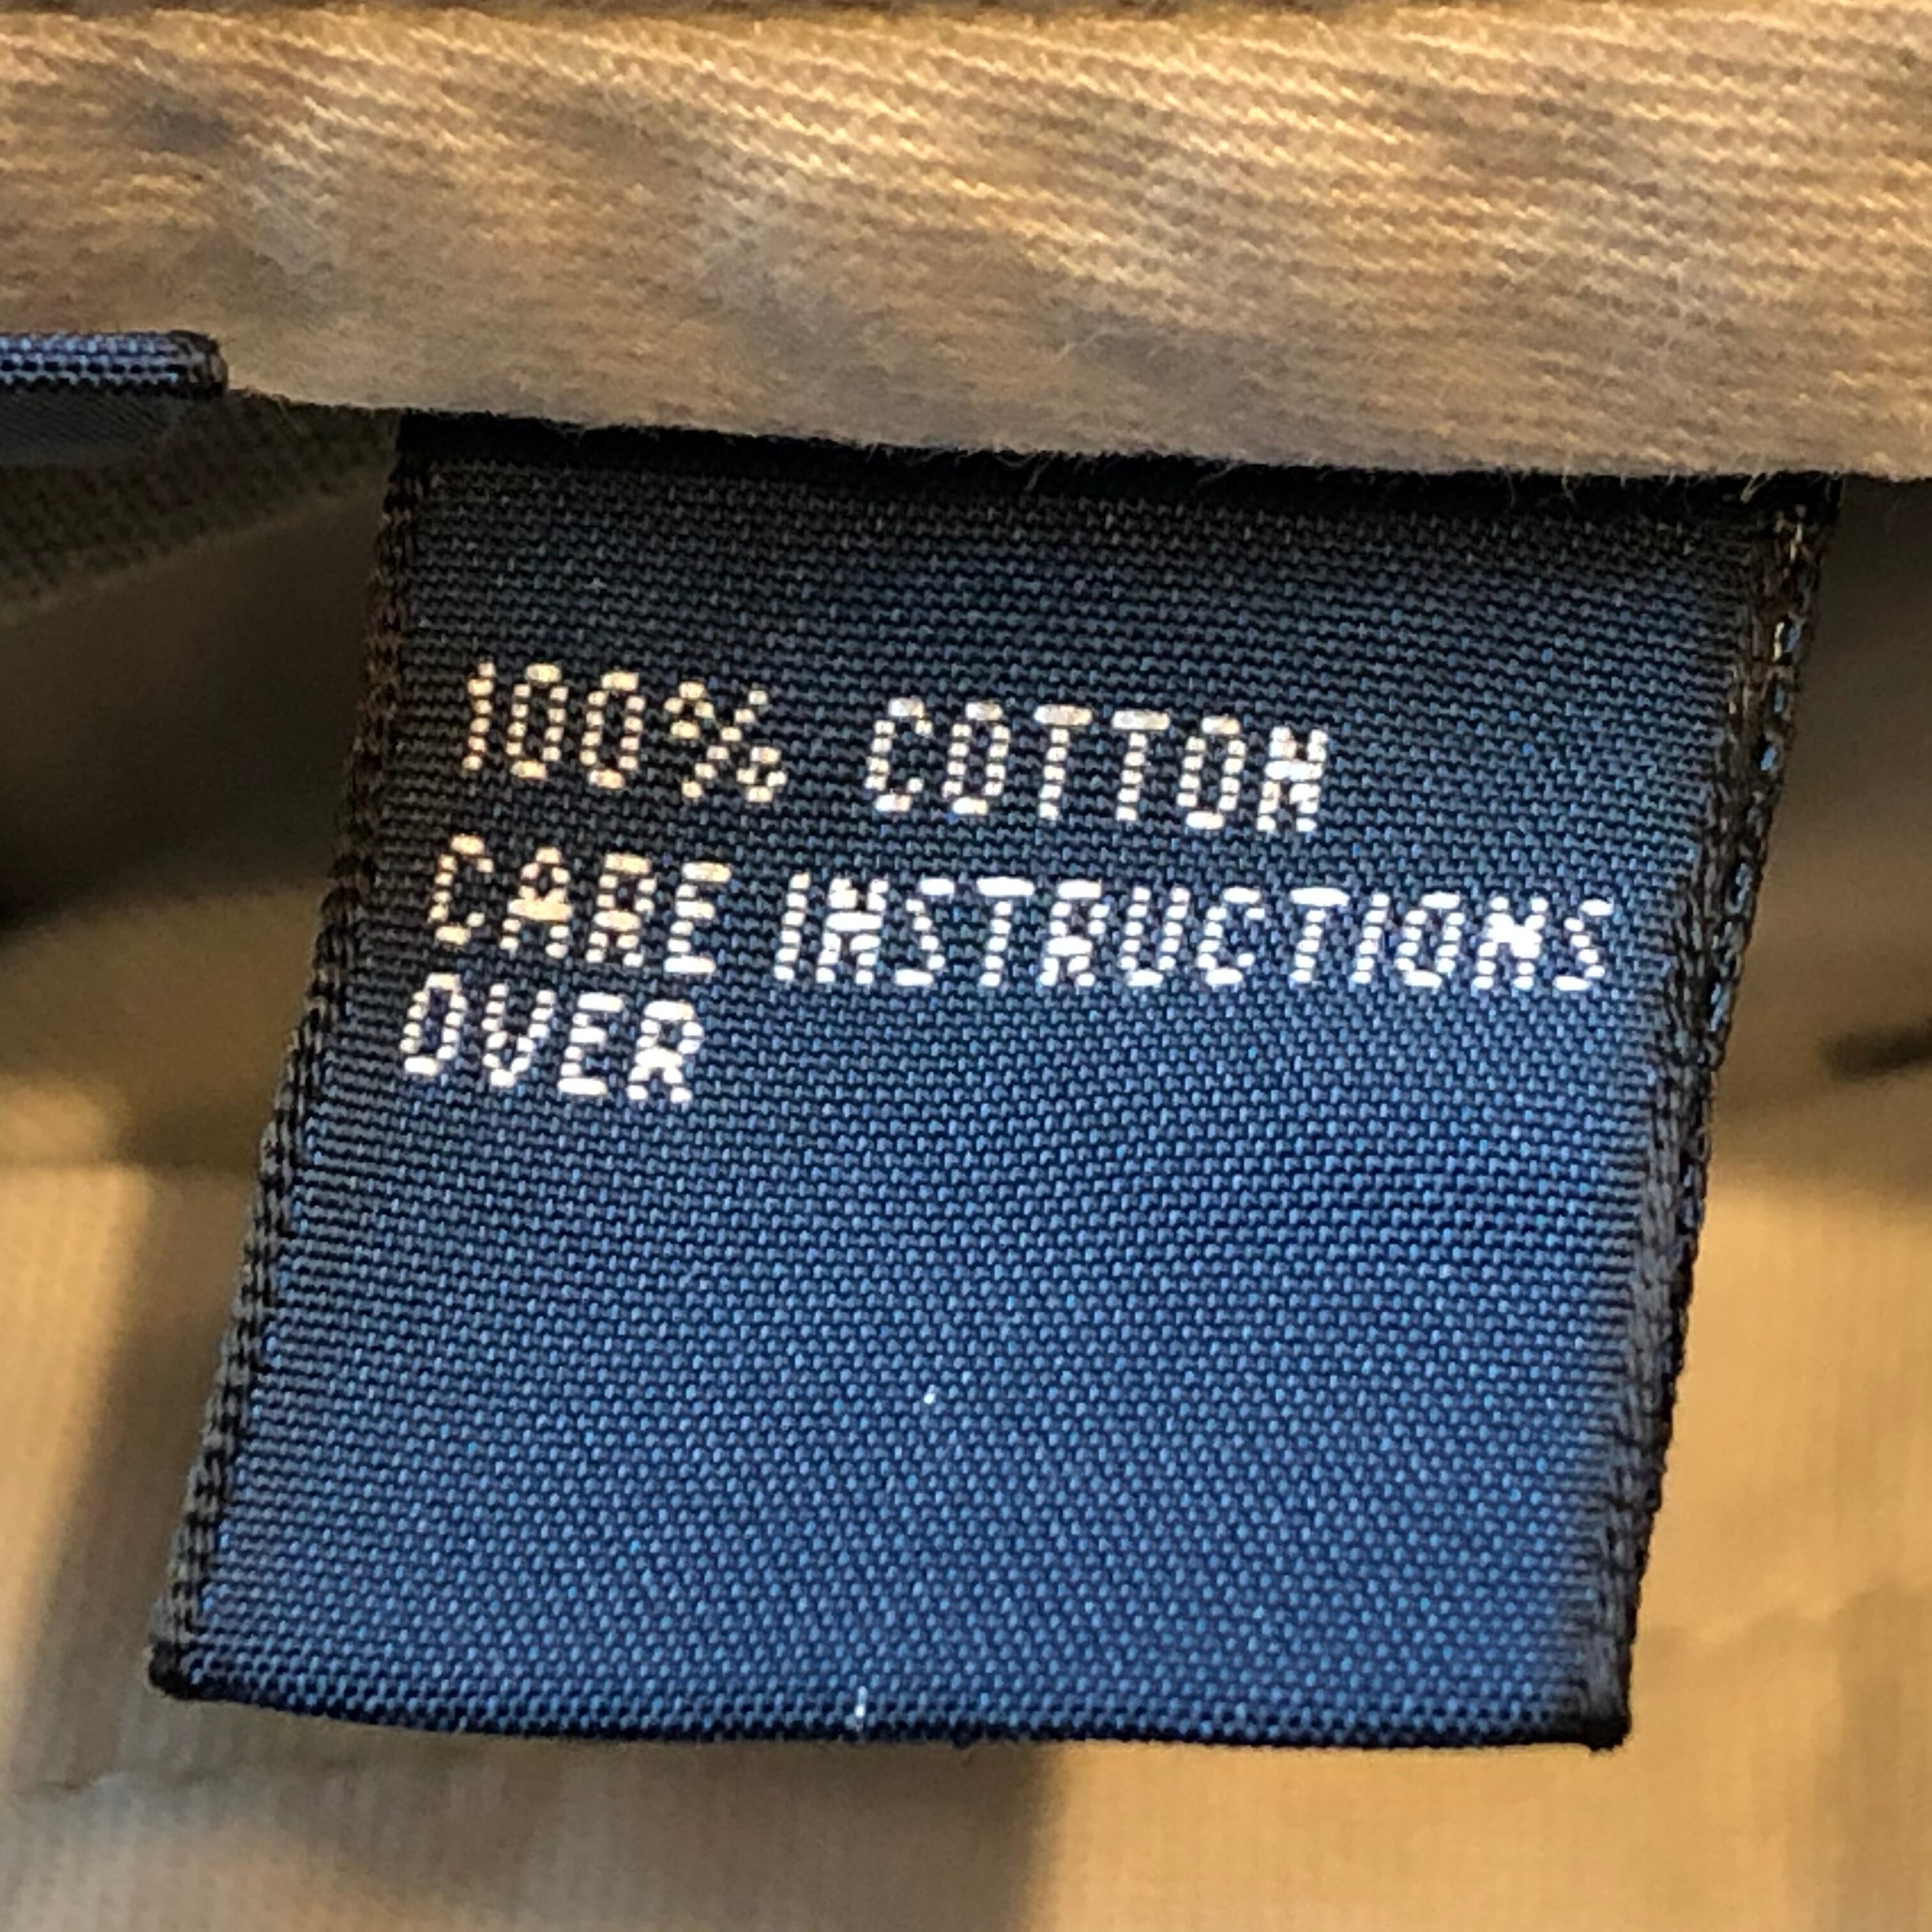 100% COTTON
CARE INSTRUCTIONS
OVER